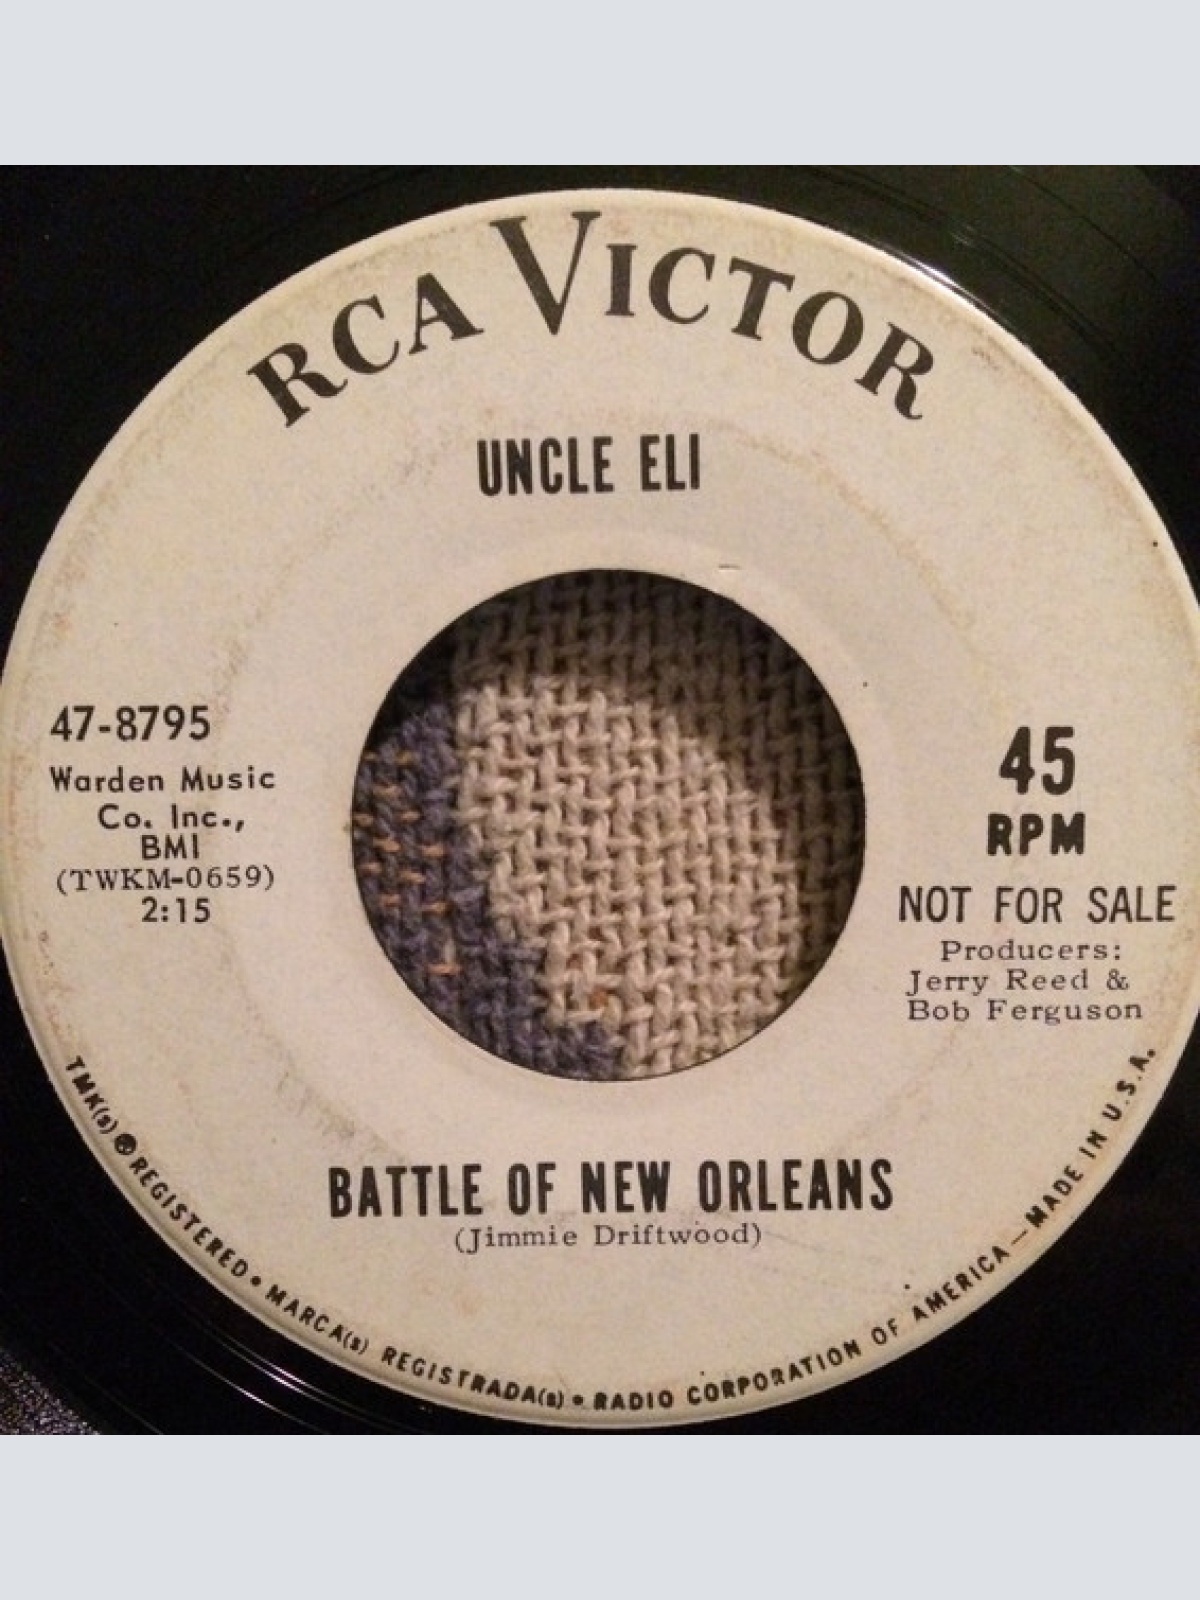 RCA VICTOR
UNCLE ELI
47-8795
Warden Music
Co. Inc.,
BMI
(TWKM-0659)
2:15
45
RPM
NOT FOR SALE
Producers:
Jerry Reed &
Bob Ferguson
BATTLE OF NEW ORLEANS
(Jimmie Driftwood)
TMK(s) ® REGISTERED • MARCA(s) REGISTRADA(s) • RADIO CORPORATION OF AMERICA — MADE IN U.S.A.